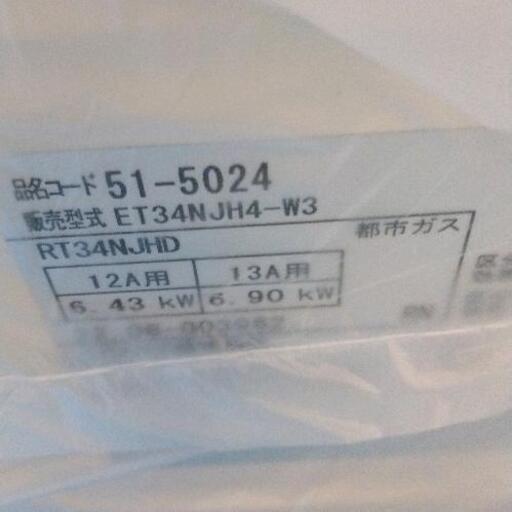 品名コード 51-5024
販売型式 ET34NJH4-W3
RT34NJHD 都市ガス
12A用 13A用
6.43 kW 6.90 kW
RN